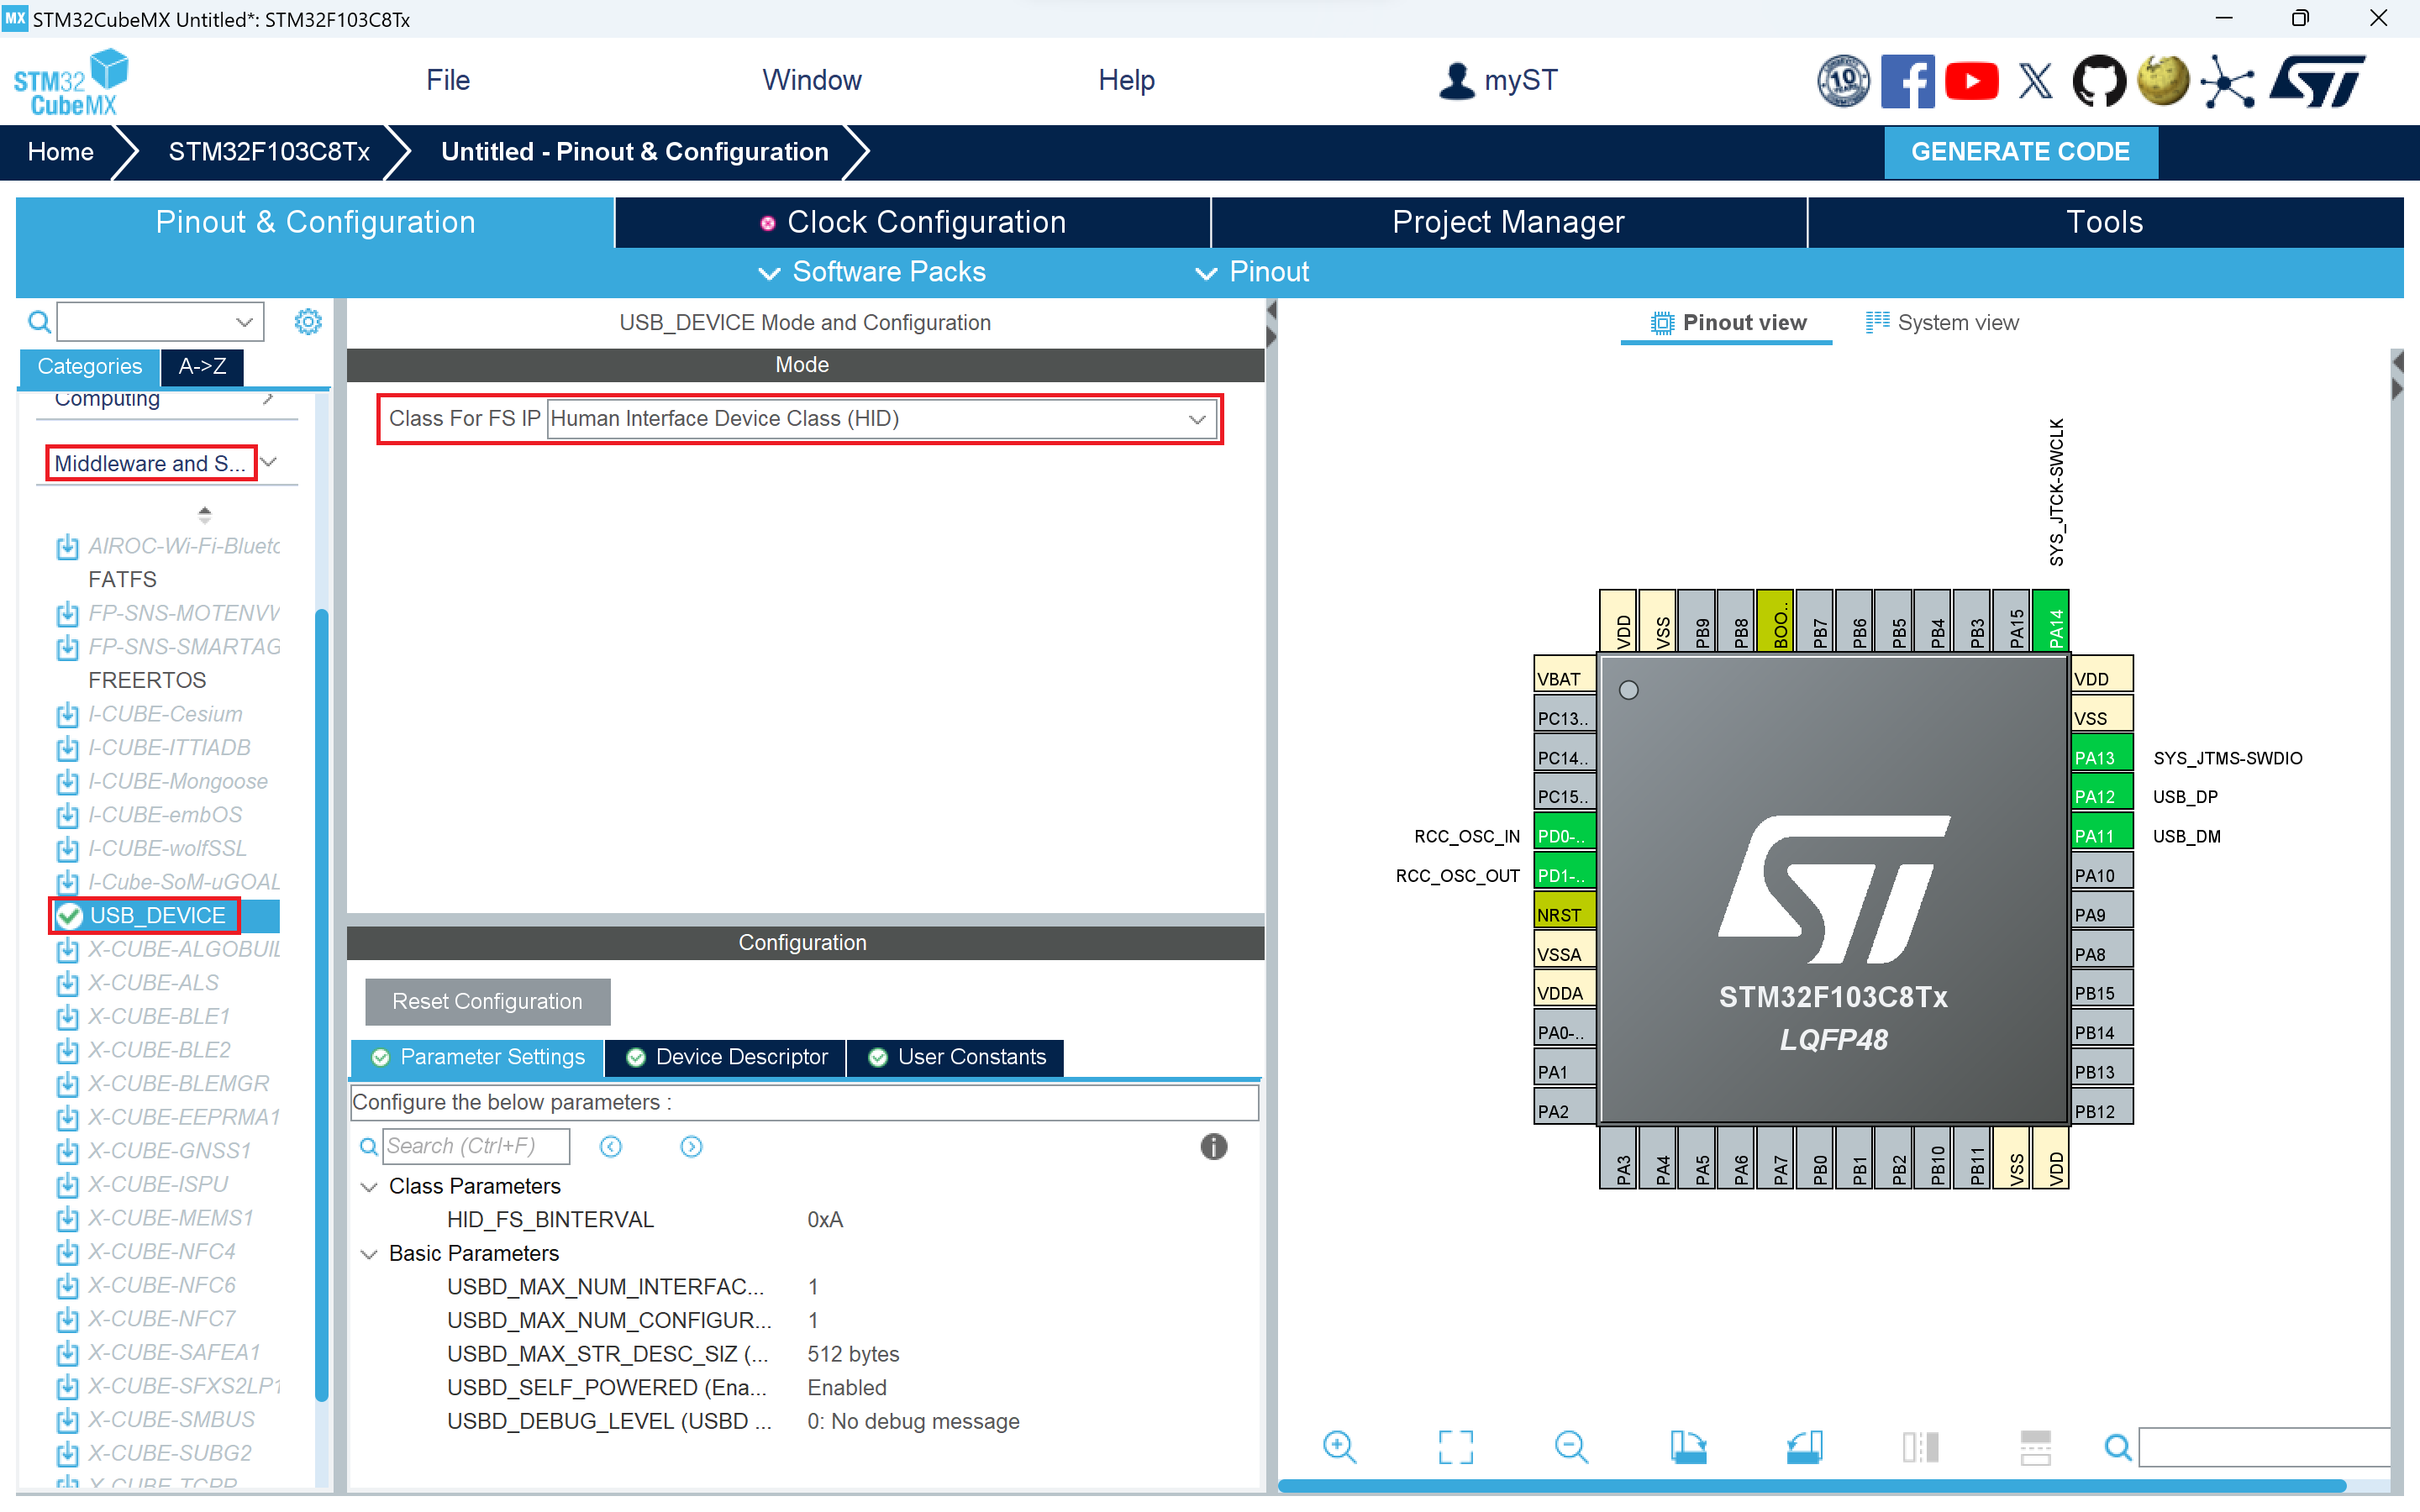 MX STM32CubeMX Untitled*: STM32F103C8Tx
STM32
CubeMX
File
Window
Help
myST
10 YEARS
Home
STM32F103C8Tx
Untitled - Pinout & Configuration
GENERATE CODE
Pinout & Configuration
Clock Configuration
Project Manager
Tools
Software Packs
Pinout
Categories
A->Z
Computing
Middleware and S...
AIROC-Wi-Fi-Bluet
FATFS
FP-SNS-MOTENV
FP-SNS-SMARTAG
FREERTOS
I-CUBE-Cesium
I-CUBE-ITTIADB
I-CUBE-Mongoose
I-CUBE-embOS
I-CUBE-wolfSSL
I-Cube-SoM-uGOAL
USB_DEVICE
X-CUBE-ALGOBUIL
X-CUBE-ALS
X-CUBE-BLE1
X-CUBE-BLE2
X-CUBE-BLEMGR
X-CUBE-EEPRMA1
X-CUBE-GNSS1
X-CUBE-ISPU
X-CUBE-MEMS1
X-CUBE-NFC4
X-CUBE-NFC6
X-CUBE-NFC7
X-CUBE-SAFEA1
X-CUBE-SFXS2LP1
X-CUBE-SMBUS
X-CUBE-SUBG2
X-CUBE-TCPP
USB_DEVICE Mode and Configuration
Mode
Class For FS IP Human Interface Device Class (HID)
Configuration
Reset Configuration
Parameter Settings
Device Descriptor
User Constants
Configure the below parameters :
Search (Ctrl+F)
Class Parameters
HID_FS_BINTERVAL 0xA
Basic Parameters
USBD_MAX_NUM_INTERFAC... 1
USBD_MAX_NUM_CONFIGUR... 1
USBD_MAX_STR_DESC_SIZ (... 512 bytes
USBD_SELF_POWERED (Ena... Enabled
USBD_DEBUG_LEVEL (USBD ... 0: No debug message
Pinout view
System view
SYS_JTCK-SWCLK
VDD
VSS
PB9
PB8
BOO..
PB7
PB6
PB5
PB4
PB3
PA15
PA14
VBAT
PC13..
PC14..
PC15..
RCC_OSC_IN PD0-..
RCC_OSC_OUT PD1-..
NRST
VSSA
VDDA
PA0-..
PA1
PA2
STM32F103C8Tx
LQFP48
VDD
VSS
PA13 SYS_JTMS-SWDIO
PA12 USB_DP
PA11 USB_DM
PA10
PA9
PA8
PB15
PB14
PB13
PB12
PA3
PA4
PA5
PA6
PA7
PB0
PB1
PB2
PB10
PB11
VSS
VDD